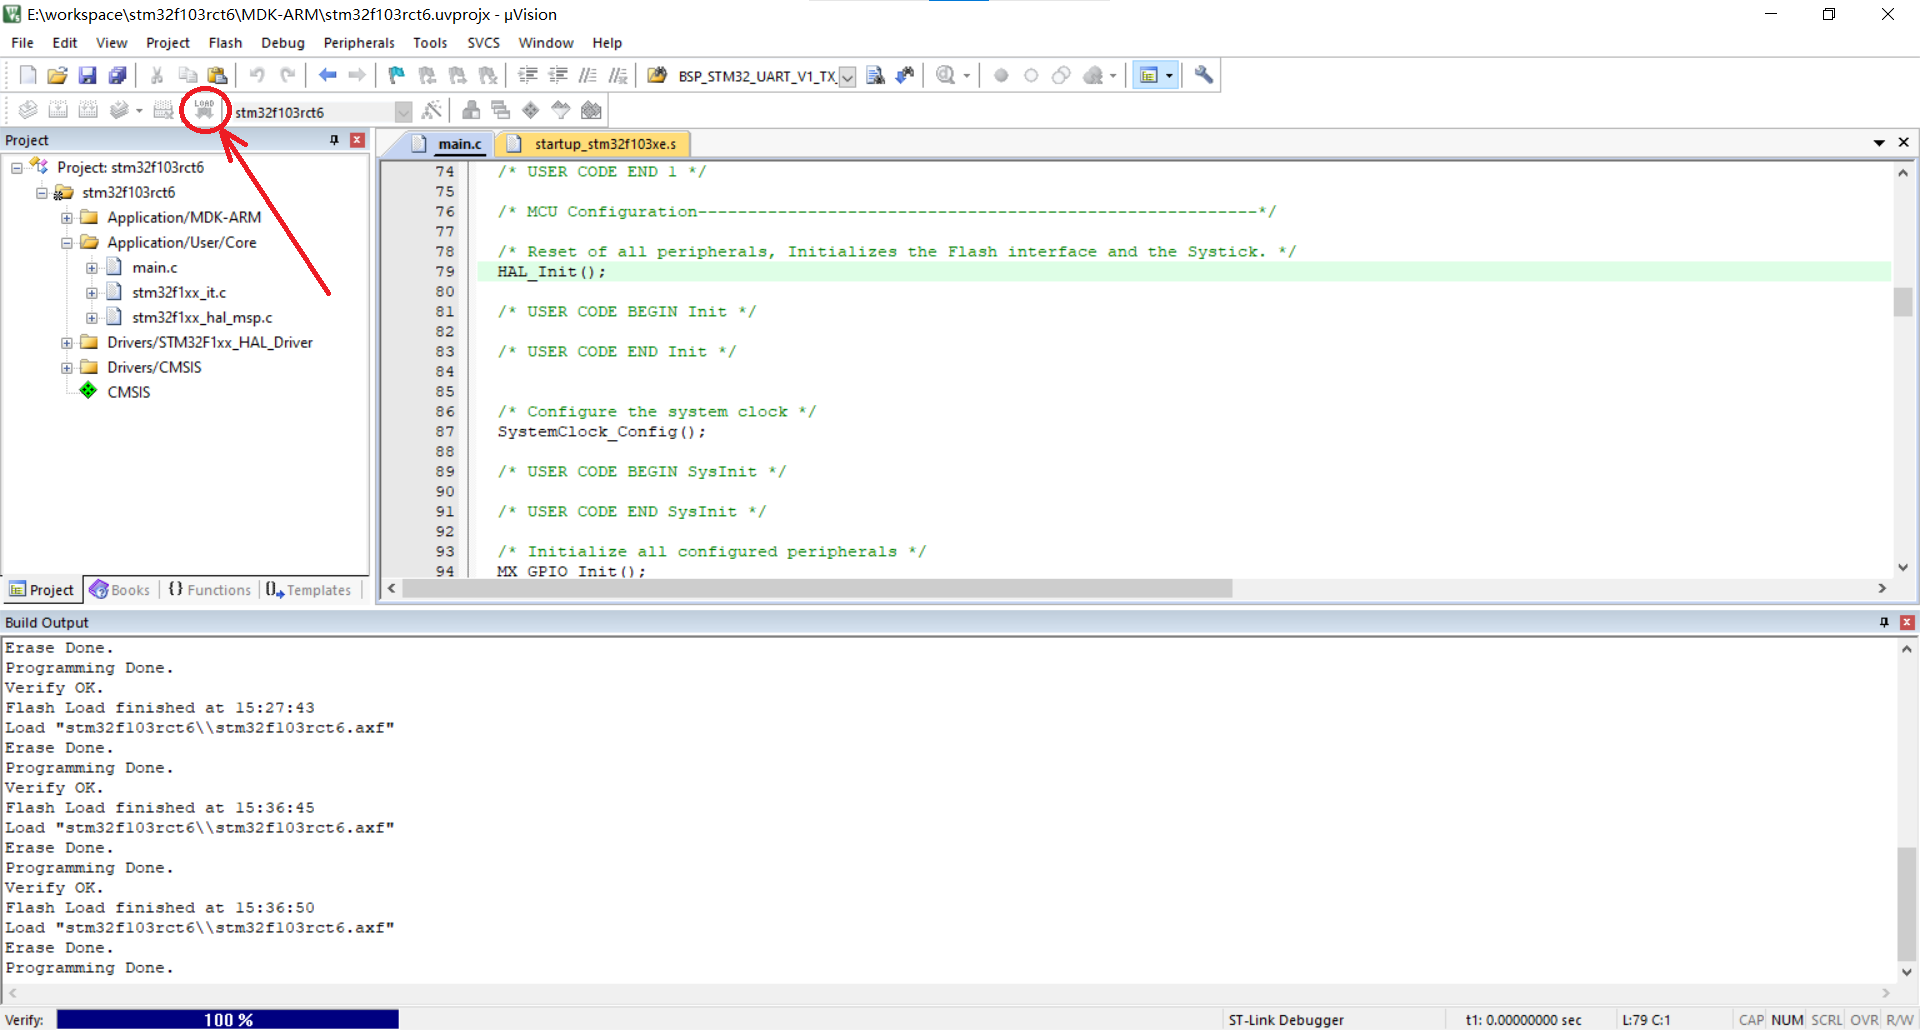 E:\workspace\stm32f103rct6\MDK-ARM\stm32f103rct6.uvprojx - µVision
File Edit View Project Flash Debug Peripherals Tools SVCS Window Help
BSP_STM32_UART_V1_TX_
LOAD
stm32f103rct6
Project
Project: stm32f103rct6
stm32f103rct6
Application/MDK-ARM
Application/User/Core
main.c
stm32f1xx_it.c
stm32f1xx_hal_msp.c
Drivers/STM32F1xx_HAL_Driver
Drivers/CMSIS
CMSIS
Project Books {} Functions Templates
main.c startup_stm32f103xe.s
74 /* USER CODE END 1 */
75
76 /* MCU Configuration--------------------------------------------------------*/
77
78 /* Reset of all peripherals, Initializes the Flash interface and the Systick. */
79 HAL_Init();
80
81 /* USER CODE BEGIN Init */
82
83 /* USER CODE END Init */
84
85
86 /* Configure the system clock */
87 SystemClock_Config();
88
89 /* USER CODE BEGIN SysInit */
90
91 /* USER CODE END SysInit */
92
93 /* Initialize all configured peripherals */
94 MX_GPIO_Init();
Build Output
Erase Done.
Programming Done.
Verify OK.
Flash Load finished at 15:27:43
Load "stm32f103rct6\\stm32f103rct6.axf"
Erase Done.
Programming Done.
Verify OK.
Flash Load finished at 15:36:45
Load "stm32f103rct6\\stm32f103rct6.axf"
Erase Done.
Programming Done.
Verify OK.
Flash Load finished at 15:36:50
Load "stm32f103rct6\\stm32f103rct6.axf"
Erase Done.
Programming Done.
Verify: 100 % ST-Link Debugger t1: 0.00000000 sec L:79 C:1 CAP NUM SCRL OVR R/W